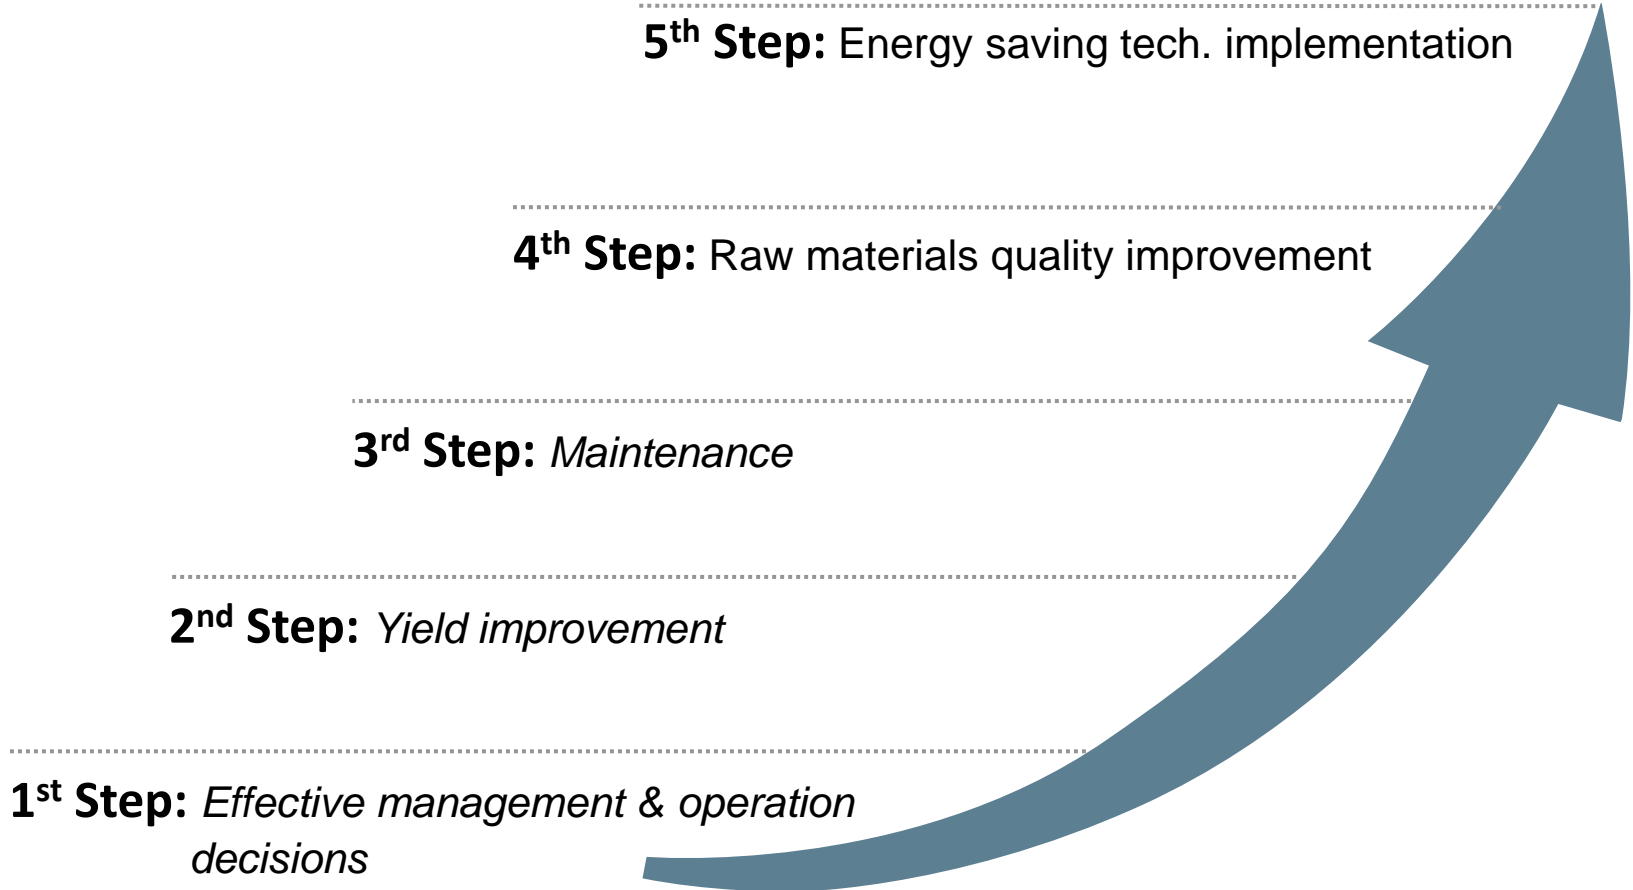 5th Step: Energy saving tech. implementation
4th Step: Raw materials quality improvement
3rd Step: Maintenance
2nd Step: Yield improvement
1st Step: Effective management & operation
decisions